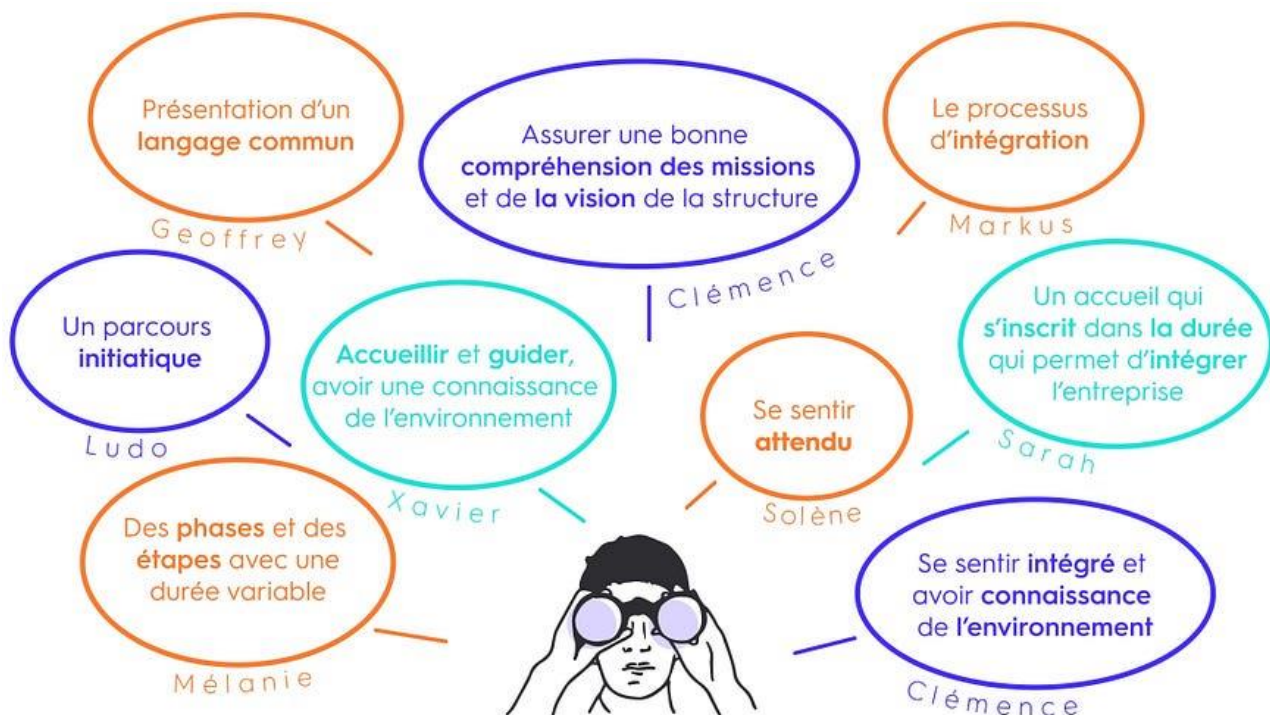 Présentation d'un
langage commun
Geoffrey
Assurer une bonne
compréhension des missions
et de la vision de la structure
Clémence
Le processus
d'intégration
Markus
Un parcours
initiatique
Ludo
Accueillir et guider,
avoir une connaissance
de l'environnement
Xavier
Se sentir
attendu
Solène
Un accueil qui
s'inscrit dans la durée
qui permet d'intégrer
l'entreprise
Sarah
Des phases et des
étapes avec une
durée variable
Mélanie
Se sentir intégré et
avoir connaissance
de l'environnement
Clémence